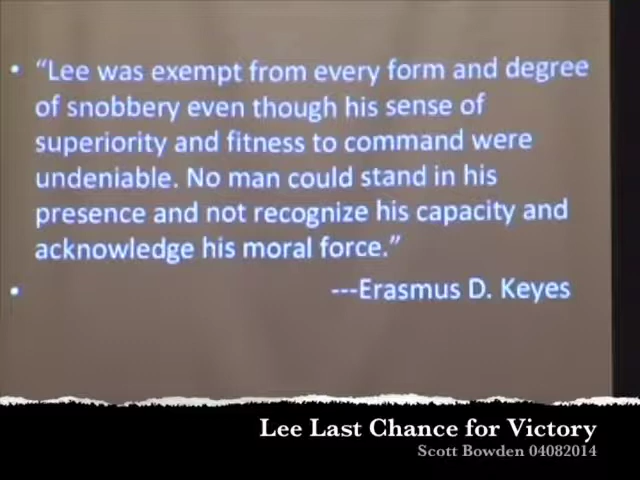 • “Lee was exempt from every form and degree
of snobbery even though his sense of
superiority and fitness to command were
undeniable. No man could stand in his
presence and not recognize his capacity and
acknowledge his moral force.”
• ---Erasmus D. Keyes
Lee Last Chance for Victory
Scott Bowden 04082014